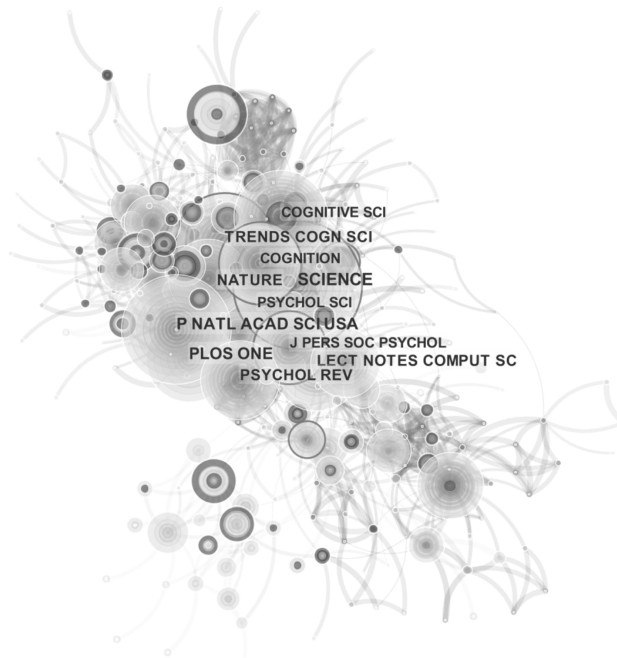 COGNITIVE SCI
TRENDS COGN SCI
COGNITION
NATURE SCIENCE
PSYCHOL SCI
P NATL ACAD SCI USA
J PERS SOC PSYCHOL
PLOS ONE
LECT NOTES COMPUT SC
PSYCHOL REV